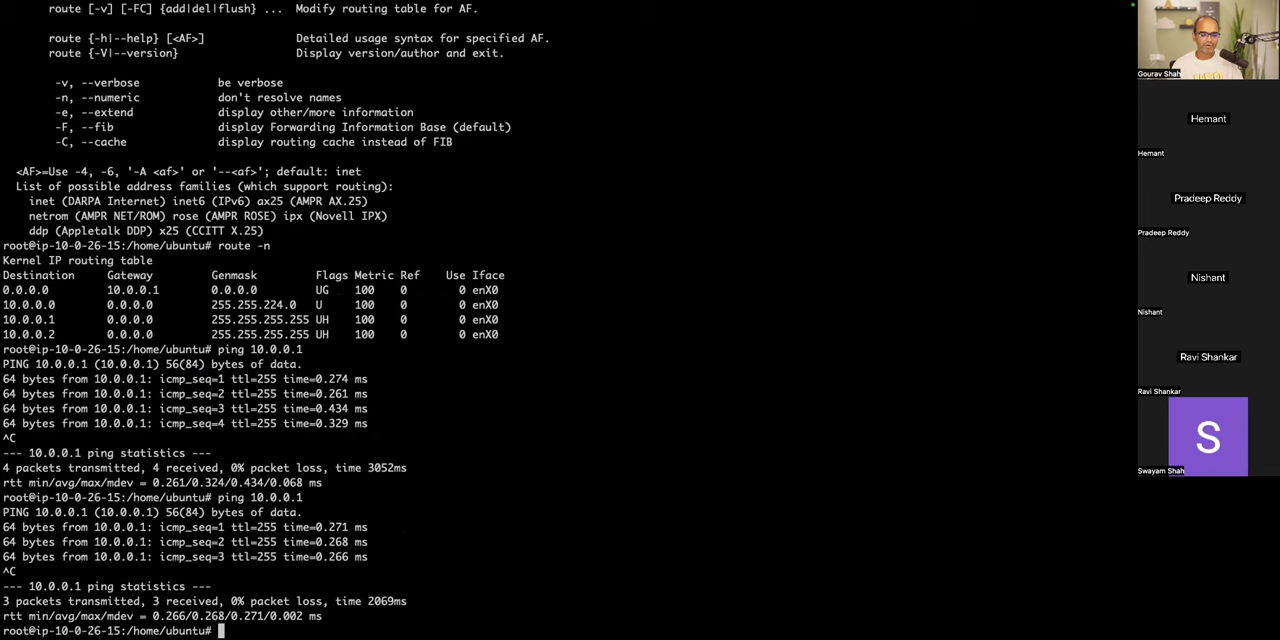 route [-v] [-FC] {add|del|flush} ...  Modify routing table for AF.
route {-h|--help} [<AF>]              Detailed usage syntax for specified AF.
route {-V|--version}                  Display version/author and exit.
-v, --verbose            be verbose
-n, --numeric            don't resolve names
-e, --extend             display other/more information
-F, --fib                display Forwarding Information Base (default)
-C, --cache              display routing cache instead of FIB
<AF>=Use -4, -6, '-A <af>' or '--<af>'; default: inet
List of possible address families (which support routing):
inet (DARPA Internet) inet6 (IPv6) ax25 (AMPR AX.25)
netrom (AMPR NET/ROM) rose (AMPR ROSE) ipx (Novell IPX)
ddp (Appletalk DDP) x25 (CCITT X.25)
root@ip-10-0-26-15:/home/ubuntu# route -n
Kernel IP routing table
Destination     Gateway         Genmask         Flags Metric Ref    Use Iface
0.0.0.0         10.0.0.1        0.0.0.0         UG    100    0        0 enX0
10.0.0.0        0.0.0.0         255.255.224.0   U     100    0        0 enX0
10.0.0.1        0.0.0.0         255.255.255.255 UH    100    0        0 enX0
10.0.0.2        0.0.0.0         255.255.255.255 UH    100    0        0 enX0
root@ip-10-0-26-15:/home/ubuntu# ping 10.0.0.1
PING 10.0.0.1 (10.0.0.1) 56(84) bytes of data.
64 bytes from 10.0.0.1: icmp_seq=1 ttl=255 time=0.274 ms
64 bytes from 10.0.0.1: icmp_seq=2 ttl=255 time=0.261 ms
64 bytes from 10.0.0.1: icmp_seq=3 ttl=255 time=0.434 ms
64 bytes from 10.0.0.1: icmp_seq=4 ttl=255 time=0.329 ms
^C
--- 10.0.0.1 ping statistics ---
4 packets transmitted, 4 received, 0% packet loss, time 3052ms
rtt min/avg/max/mdev = 0.261/0.324/0.434/0.068 ms
root@ip-10-0-26-15:/home/ubuntu# ping 10.0.0.1
PING 10.0.0.1 (10.0.0.1) 56(84) bytes of data.
64 bytes from 10.0.0.1: icmp_seq=1 ttl=255 time=0.271 ms
64 bytes from 10.0.0.1: icmp_seq=2 ttl=255 time=0.268 ms
64 bytes from 10.0.0.1: icmp_seq=3 ttl=255 time=0.266 ms
^C
--- 10.0.0.1 ping statistics ---
3 packets transmitted, 3 received, 0% packet loss, time 2069ms
rtt min/avg/max/mdev = 0.266/0.268/0.271/0.002 ms
root@ip-10-0-26-15:/home/ubuntu#
Gourav Shah
Hemant
Hemant
Pradeep Reddy
Pradeep Reddy
Nishant
Nishant
Ravi Shankar
Ravi Shankar
S
Swayam Shah